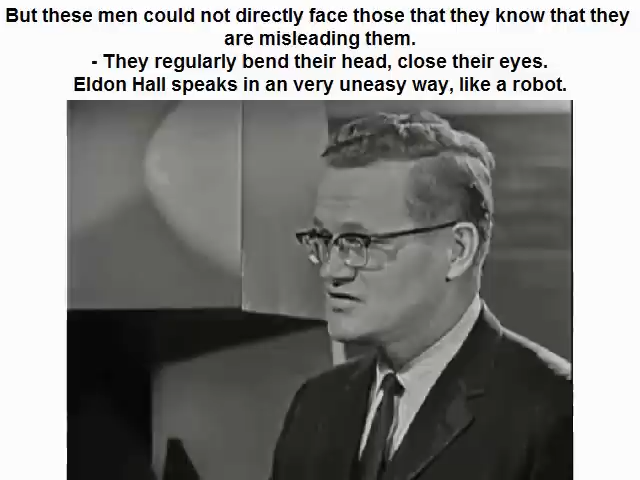 But these men could not directly face those that they know that they
are misleading them.
- They regularly bend their head, close their eyes.
Eldon Hall speaks in an very uneasy way, like a robot.